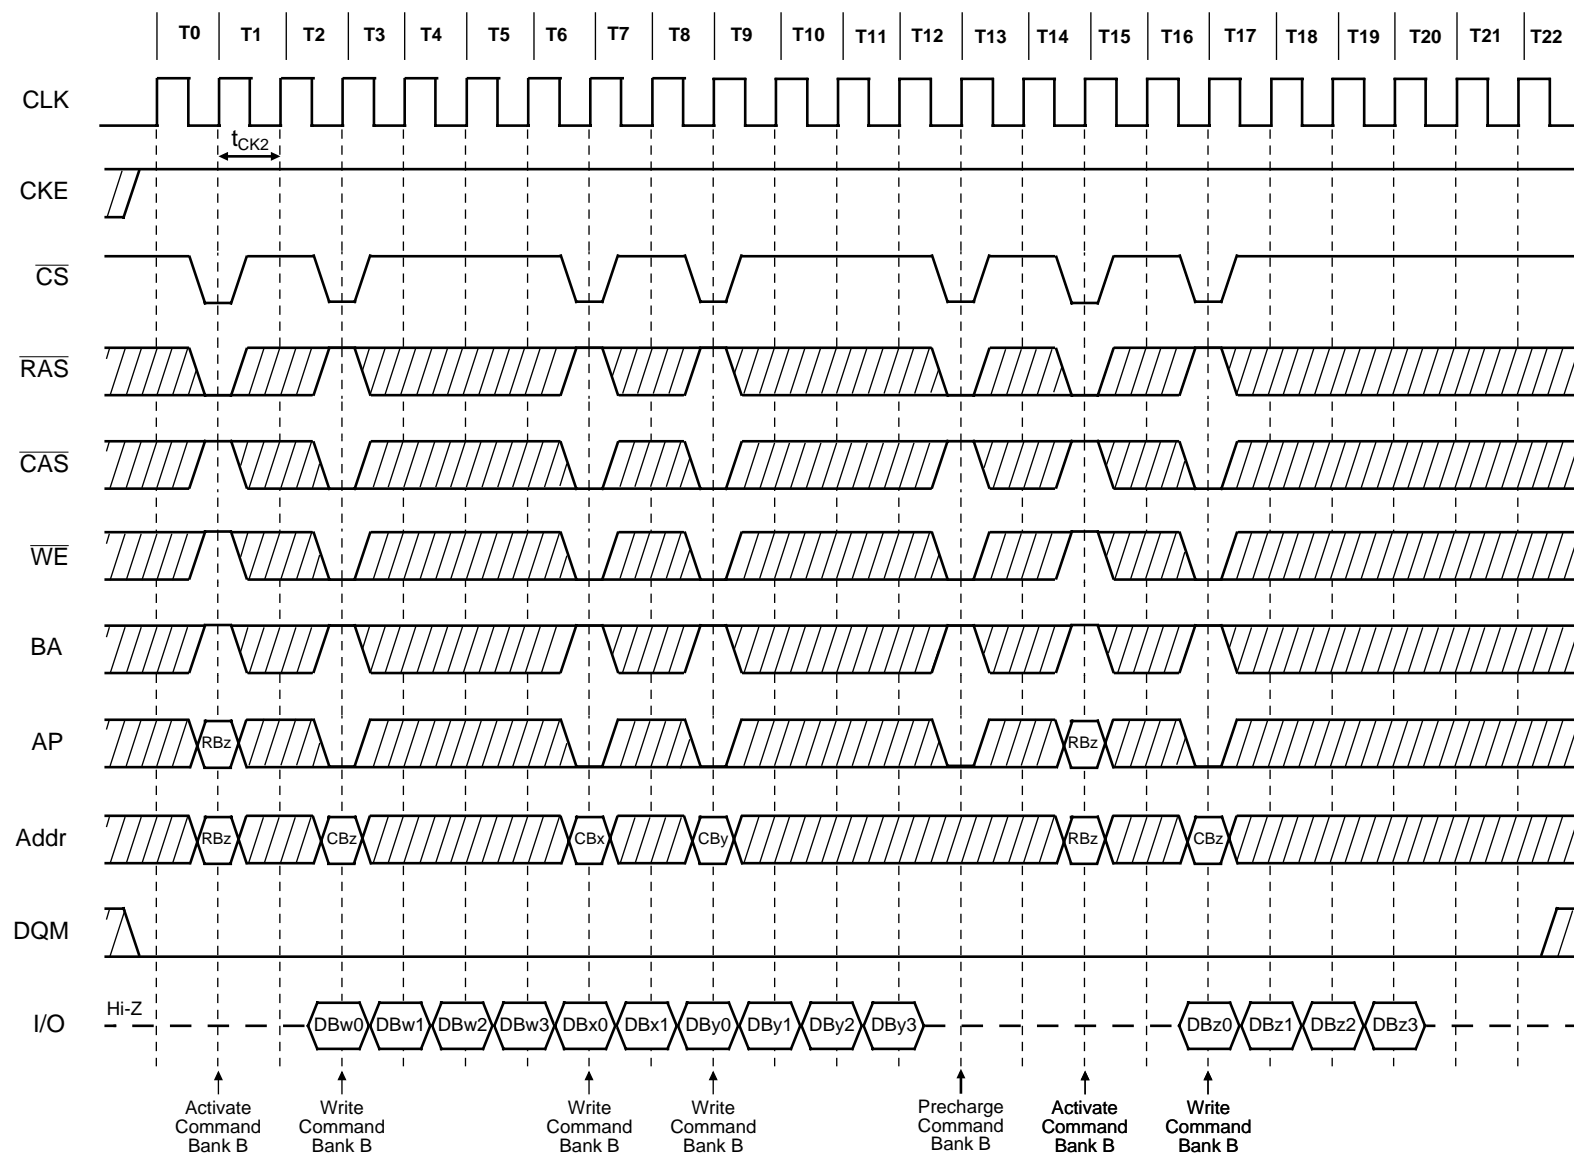 T0 T1 T2 T3 T4 T5 T6 T7 T8 T9 T10 T11 T12 T13 T14 T15 T16 T17 T18 T19 T20 T21 T22
CLK
tCK2
CKE
CS
RAS
CAS
WE
BA
AP RBz RBz
Addr RBz CBz CBx CBy RBz CBz
DQM
Hi-Z
I/O DBw0 DBw1 DBw2 DBw3 DBx0 DBx1 DBy0 DBy1 DBy2 DBy3 DBz0 DBz1 DBz2 DBz3
Activate
Command
Bank B
Write
Command
Bank B
Write
Command
Bank B
Write
Command
Bank B
Precharge
Command
Bank B
Activate
Command
Bank B
Write
Command
Bank B